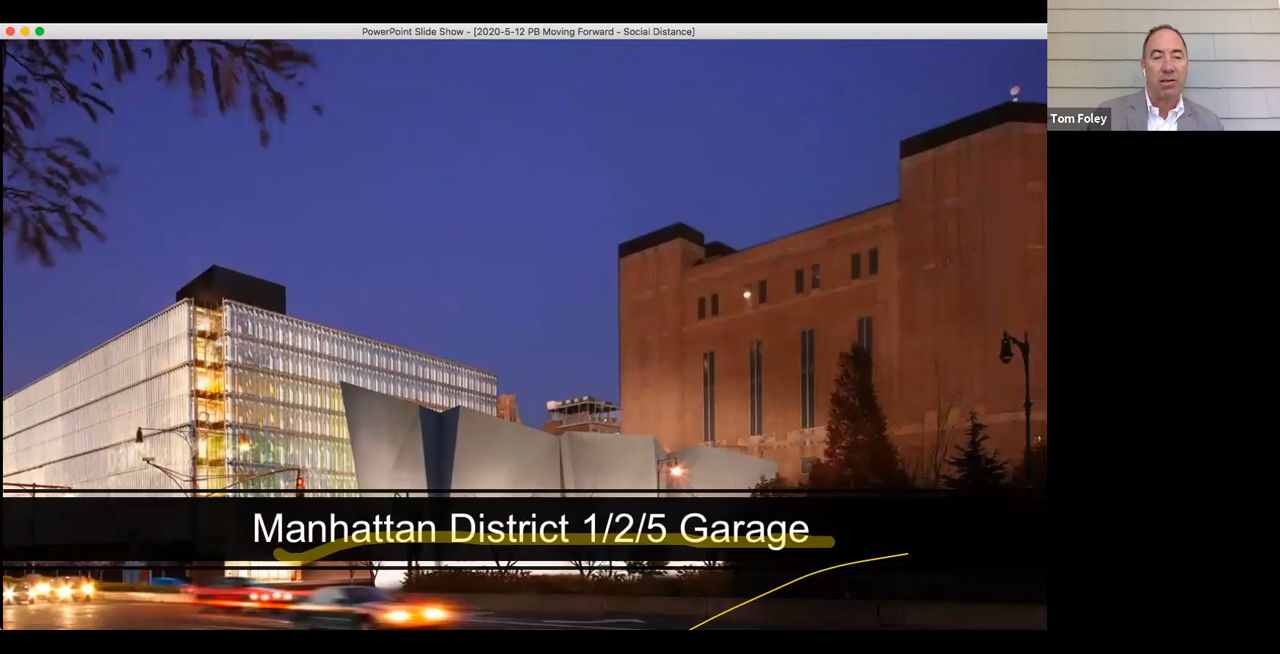 PowerPoint Slide Show - [2020-5-12 PB Moving Forward - Social Distance]
Tom Foley
Manhattan District 1/2/5 Garage